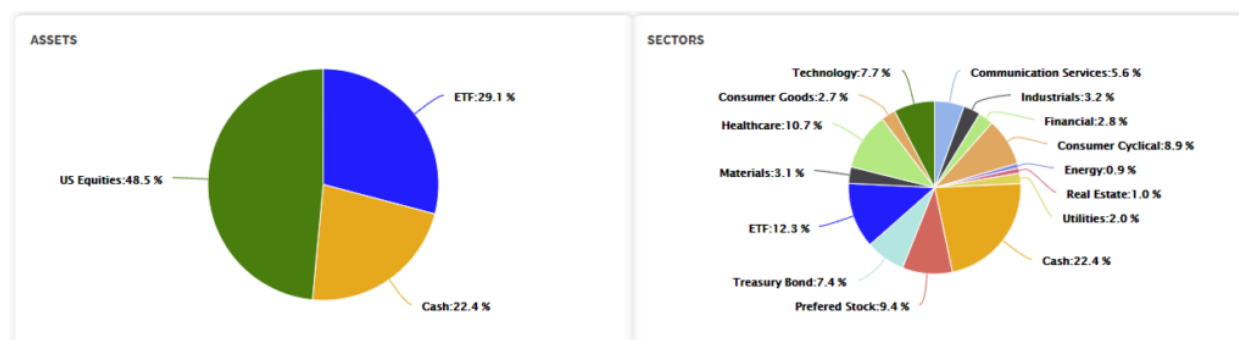 ASSETS
ETF:29.1 %
US Equities:48.5 %
Cash:22.4 %
SECTORS
Technology:7.7 %
Communication Services:5.6 %
Consumer Goods:2.7 %
Industrials:3.2 %
Healthcare:10.7 %
Financial:2.8 %
Consumer Cyclical:8.9 %
Materials:3.1 %
Energy:0.9 %
Real Estate:1.0 %
ETF:12.3 %
Utilities:2.0 %
Cash:22.4 %
Treasury Bond:7.4 %
Prefered Stock:9.4 %